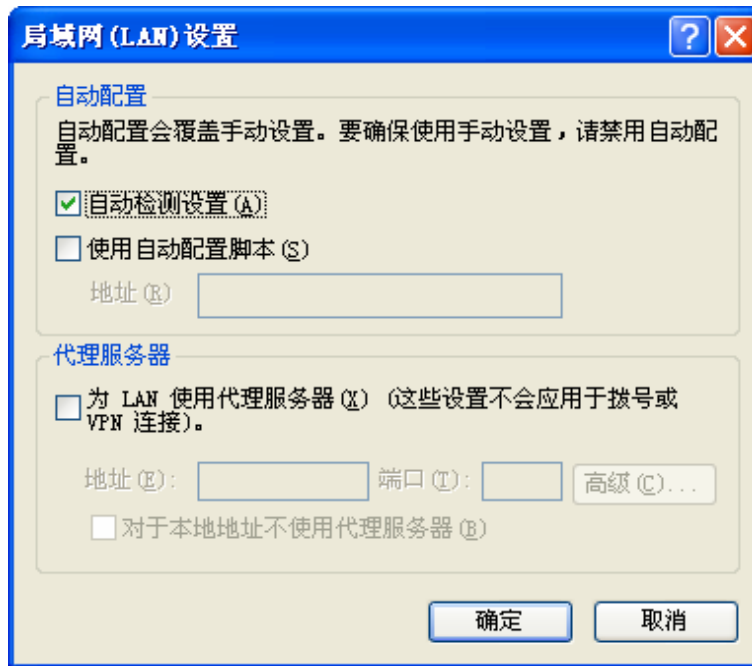 局域网(LAN)设置
自动配置
自动配置会覆盖手动设置。要确保使用手动设置，请禁用自动配
置。
自动检测设置(A)
使用自动配置脚本(S)
地址(R)
代理服务器
为 LAN 使用代理服务器(X) (这些设置不会应用于拨号或
VPN 连接)。
地址(E): 端口(T): 高级(C)...
对于本地地址不使用代理服务器(B)
确定 取消